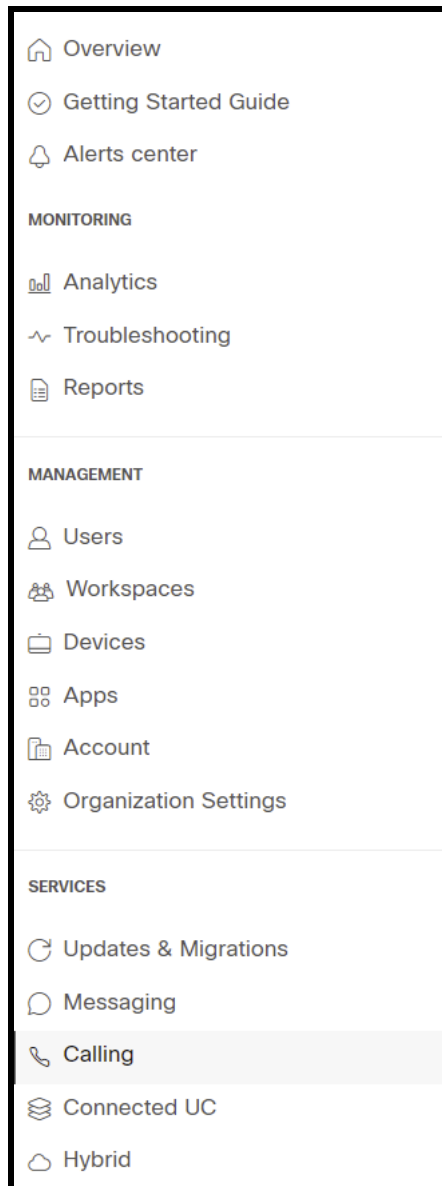 Overview
Getting Started Guide
Alerts center
MONITORING
Analytics
Troubleshooting
Reports
MANAGEMENT
Users
Workspaces
Devices
Apps
Account
Organization Settings
SERVICES
Updates & Migrations
Messaging
Calling
Connected UC
Hybrid